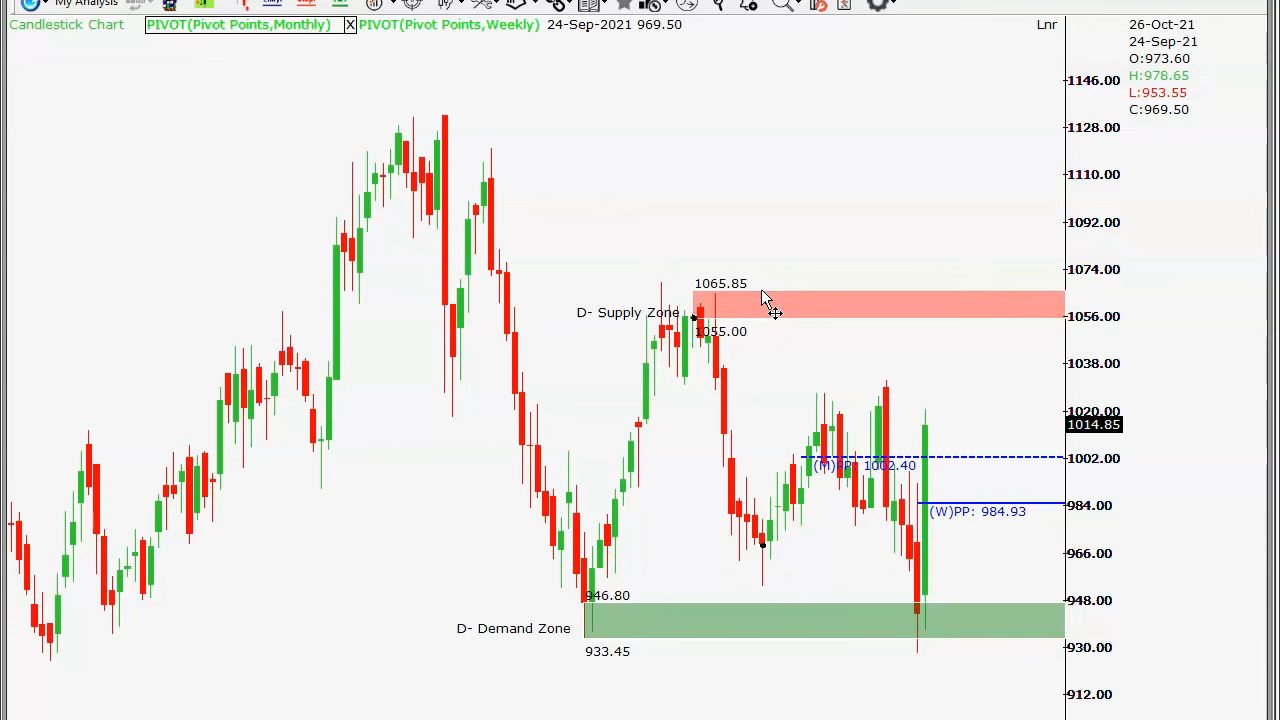 My Analysis
Candlestick Chart PIVOT(Pivot Points,Monthly) X PIVOT(Pivot Points,Weekly) 24-Sep-2021 969.50 Lnr
26-Oct-21
24-Sep-21
O:973.60
H:978.65
L:953.55
C:969.50
1146.00
1128.00
1110.00
1092.00
1074.00
1065.85
D- Supply Zone
1056.00
1055.00
1038.00
1020.00
1014.85
1002.00
(M)PP: 1002.40
984.00
(W)PP: 984.93
966.00
946.80
948.00
D- Demand Zone
933.45
930.00
912.00